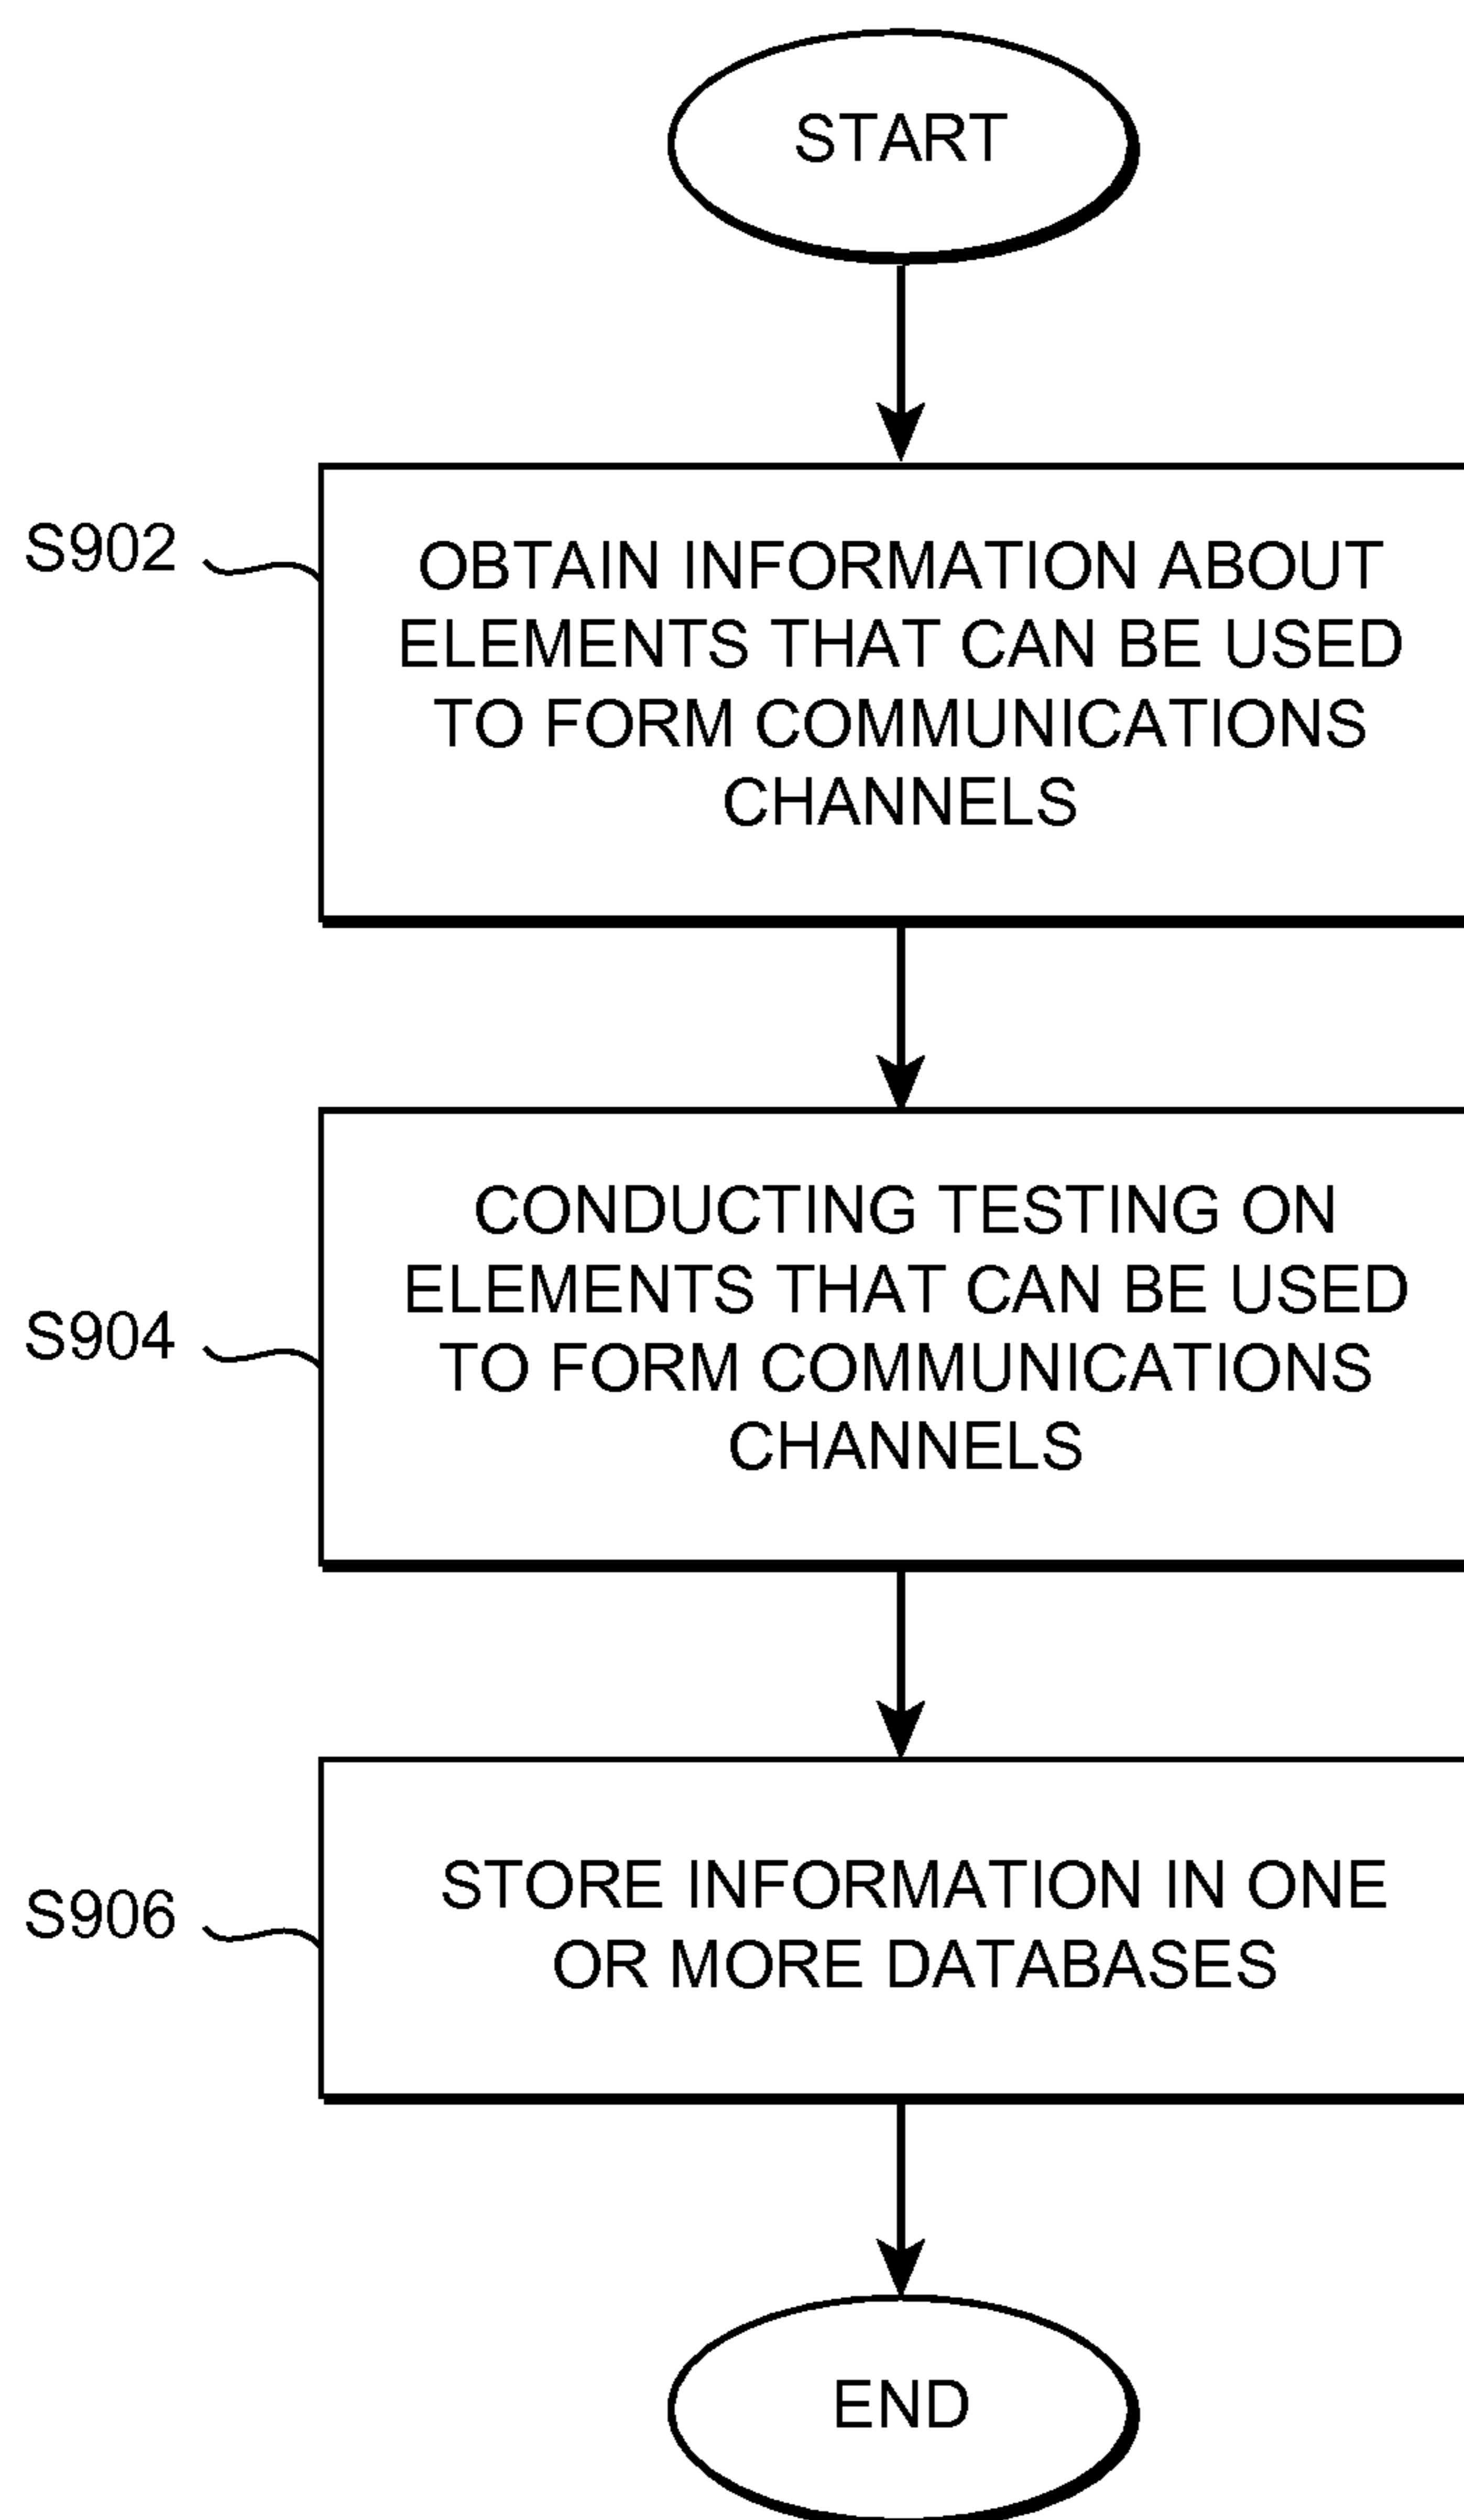 START
S902
OBTAIN INFORMATION ABOUT
ELEMENTS THAT CAN BE USED
TO FORM COMMUNICATIONS
CHANNELS
CONDUCTING TESTING ON
ELEMENTS THAT CAN BE USED
S904
TO FORM COMMUNICATIONS
CHANNELS
STORE INFORMATION IN ONE
S906
OR MORE DATABASES
END